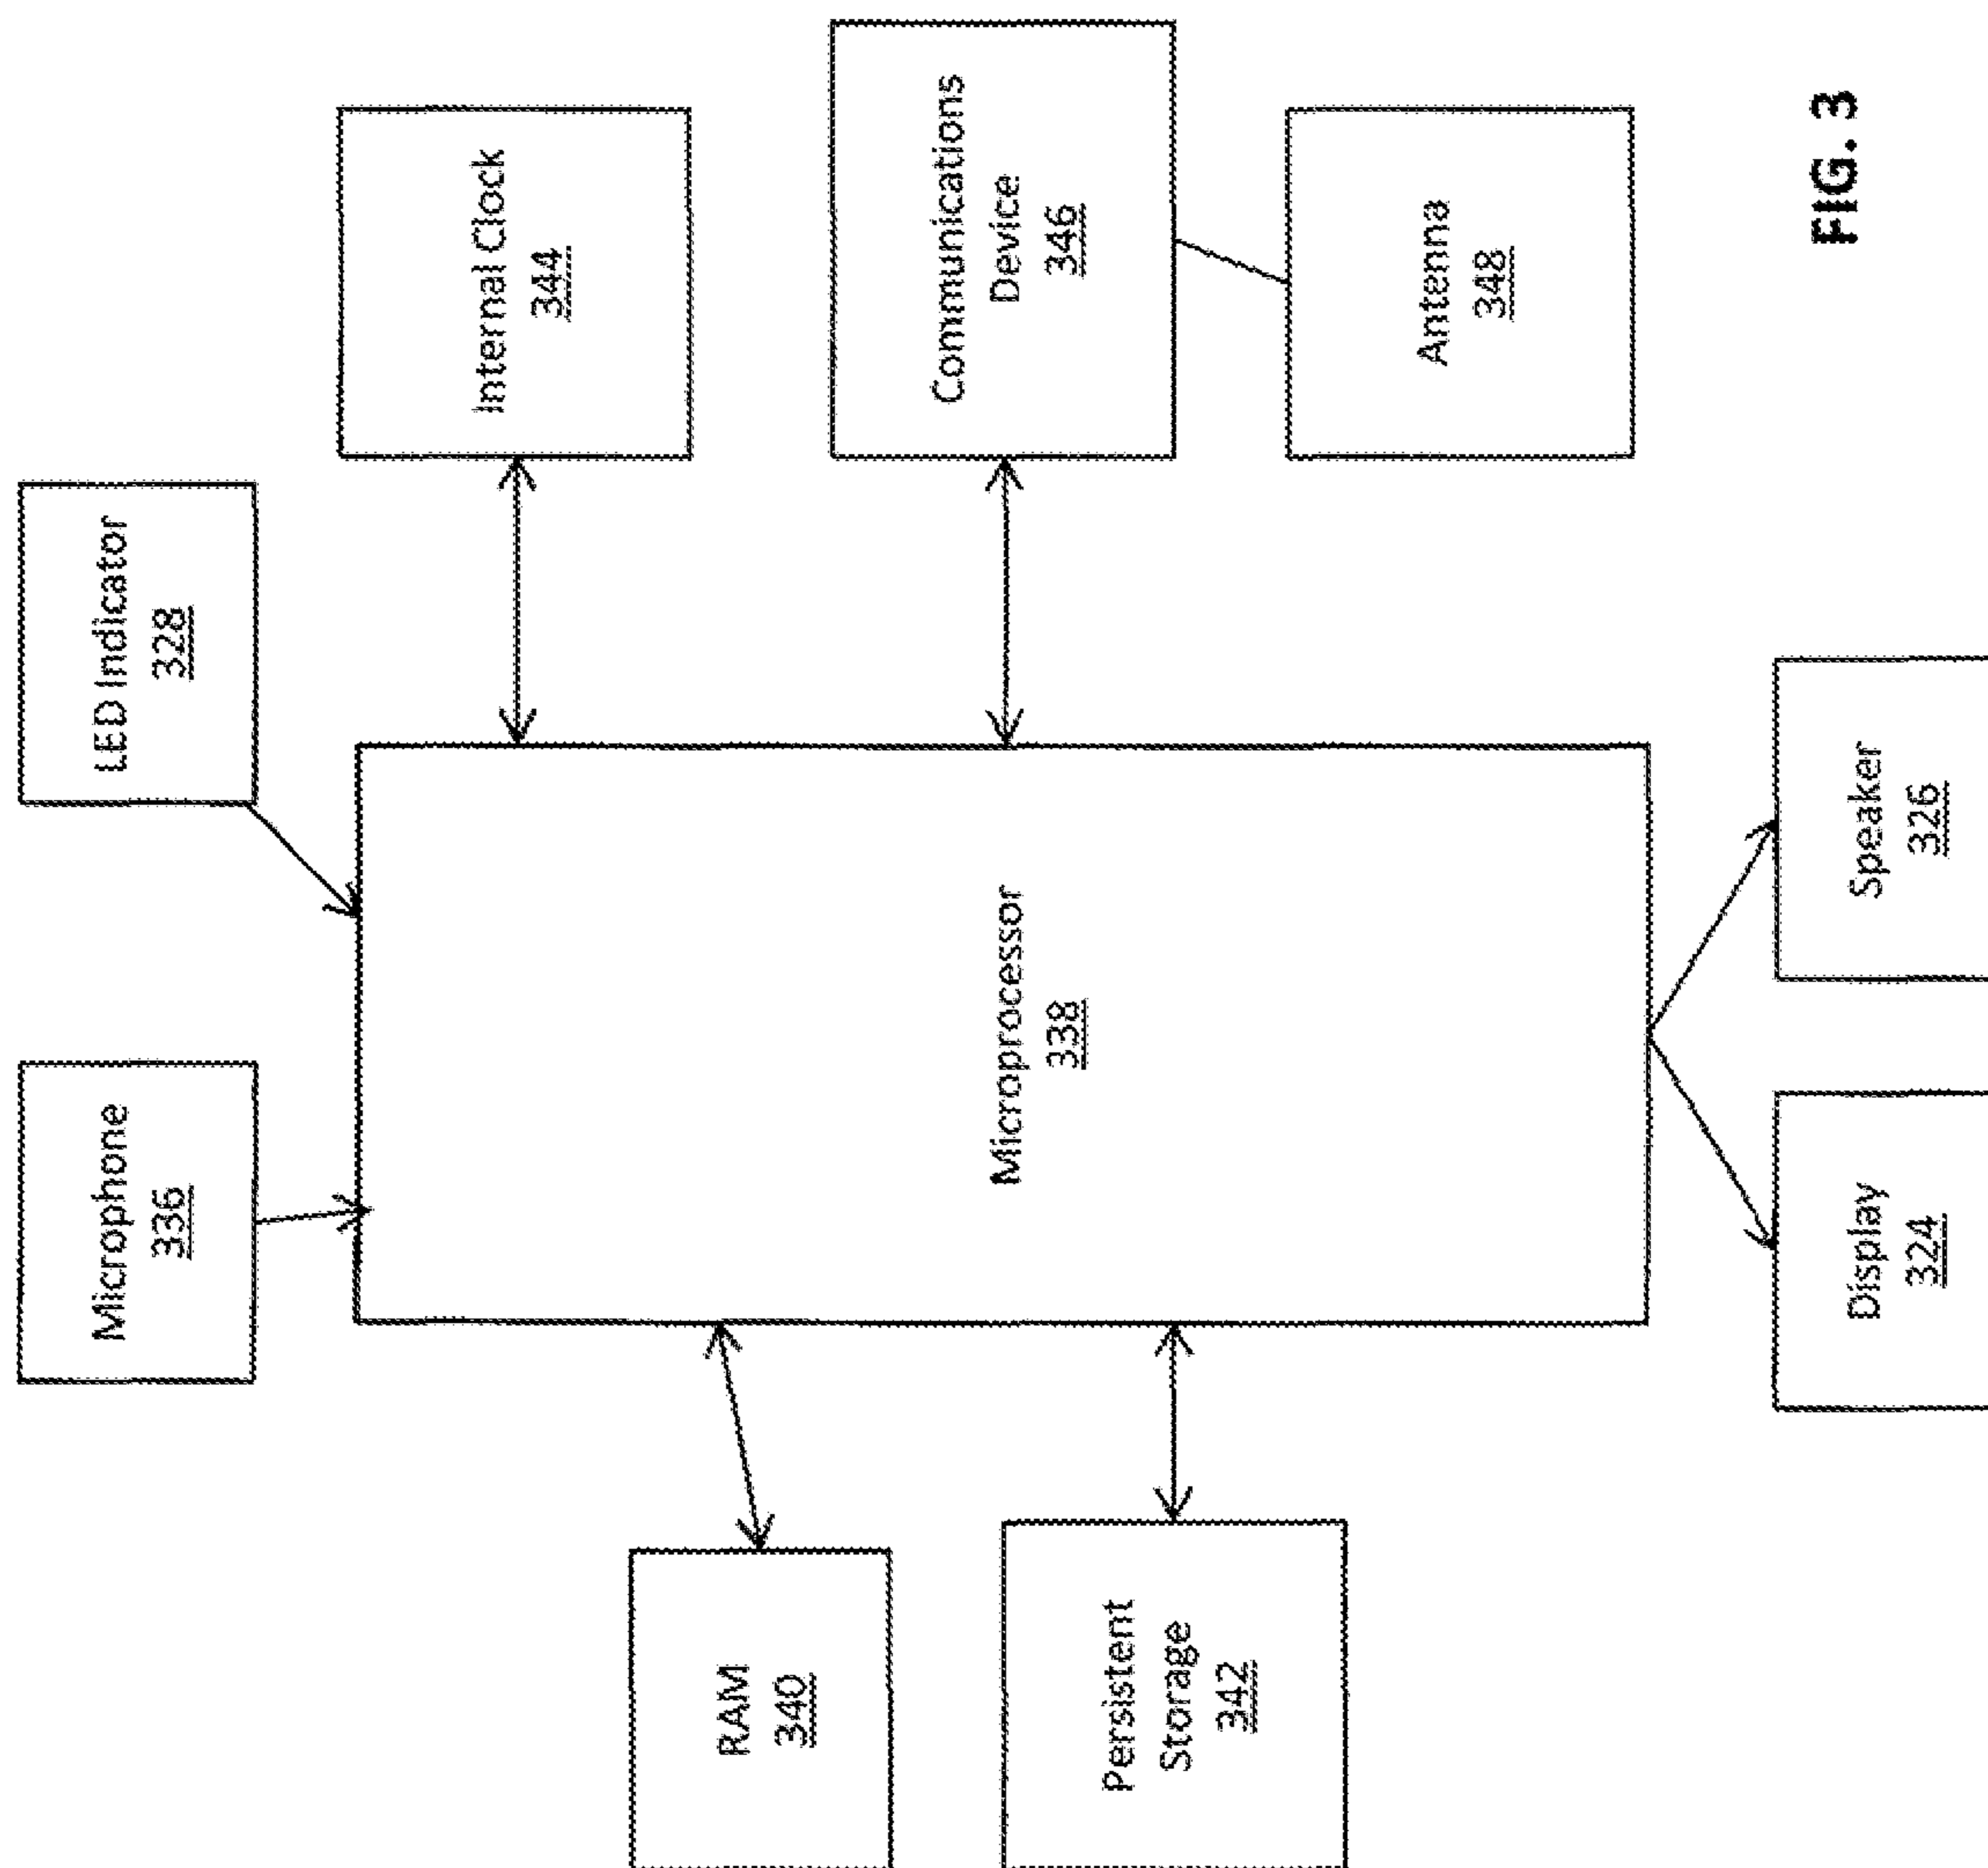 Microphone
336
LED Indicator
328
RAM
340
Internal Clock
344
Microprocessor
338
Persistent
Storage
342
Communications
Device
346
Antenna
348
Display
324
Speaker
326
FIG. 3